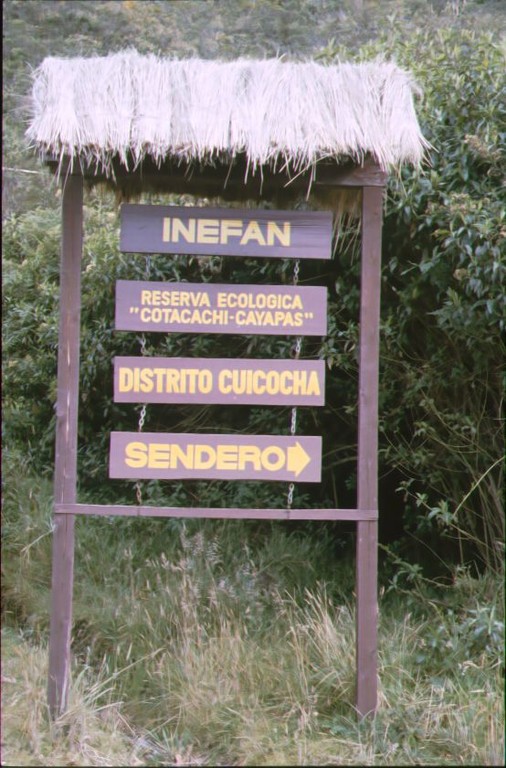 INEFAN
RESERVA ECOLOGICA
"COTACACHI-CAYAPAS"
DISTRITO CUICOCHA
SENDERO